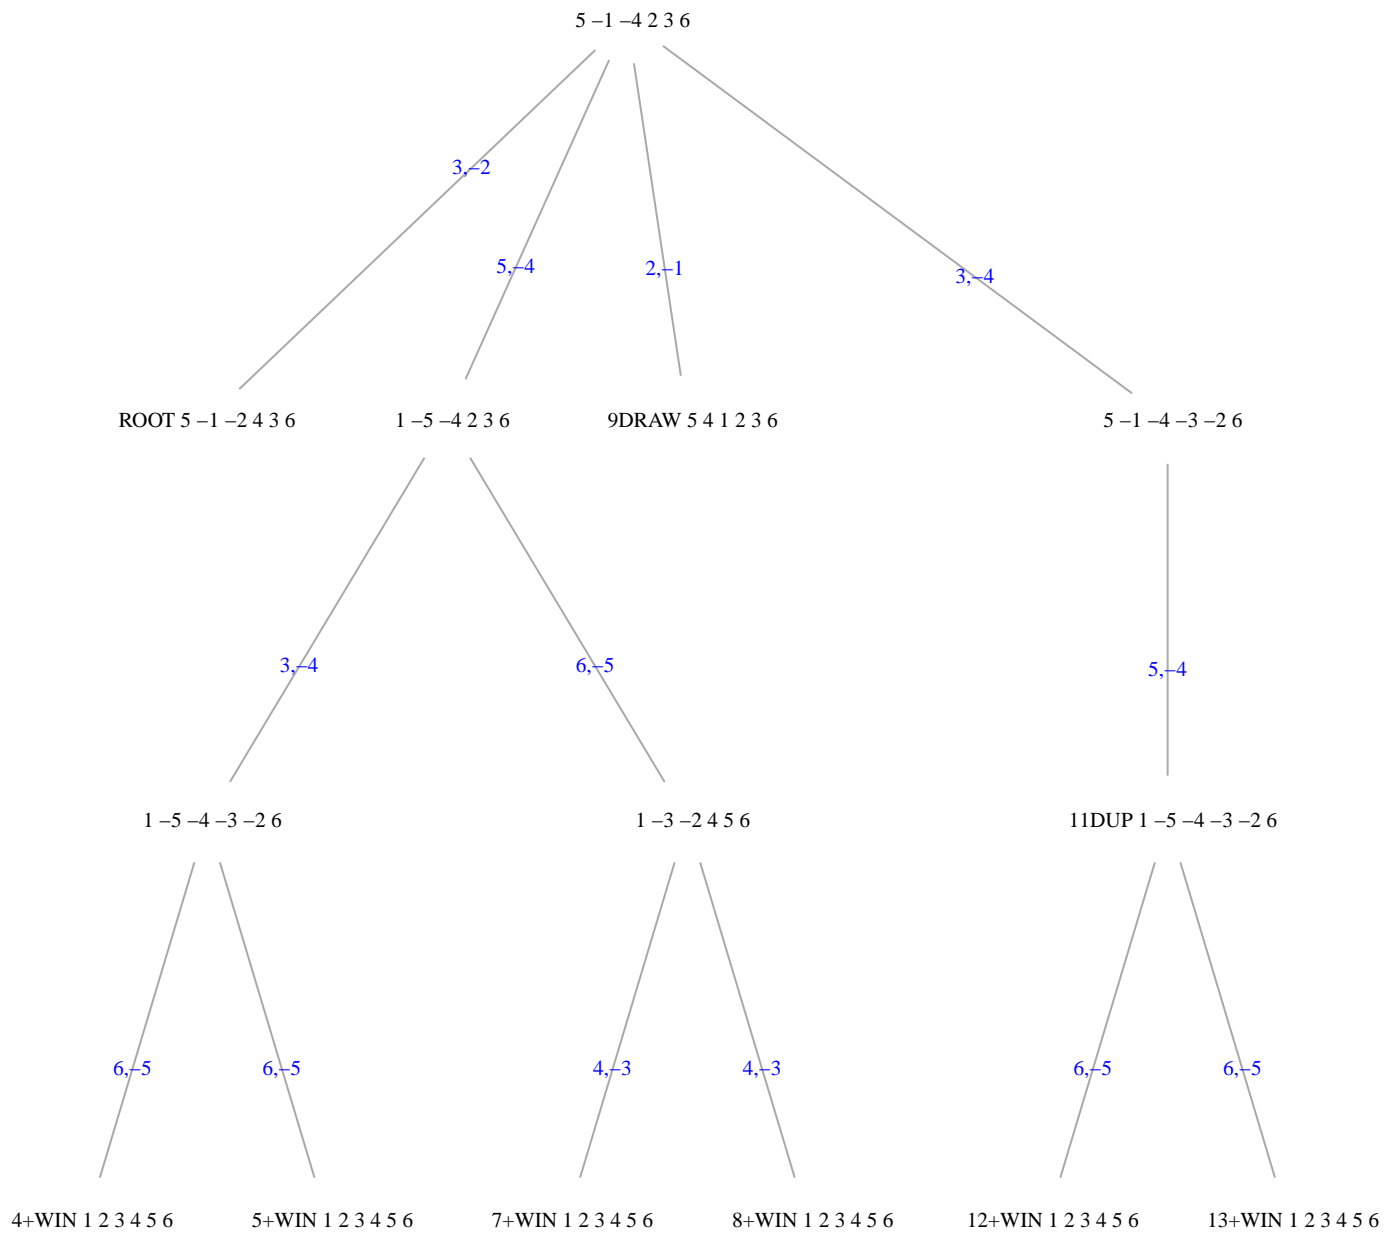 5 –1 –4 2 3 6
3,–2
5,–4
2,–1
3,–4
ROOT 5 –1 –2 4 3 6
1 –5 –4 2 3 6
9DRAW 5 4 1 2 3 6
5 –1 –4 –3 –2 6
3,–4
6,–5
5,–4
1 –5 –4 –3 –2 6
1 –3 –2 4 5 6
11DUP 1 –5 –4 –3 –2 6
6,–5
6,–5
4,–3
4,–3
6,–5
6,–5
4+WIN 1 2 3 4 5 6
5+WIN 1 2 3 4 5 6
7+WIN 1 2 3 4 5 6
8+WIN 1 2 3 4 5 6
12+WIN 1 2 3 4 5 6
13+WIN 1 2 3 4 5 6